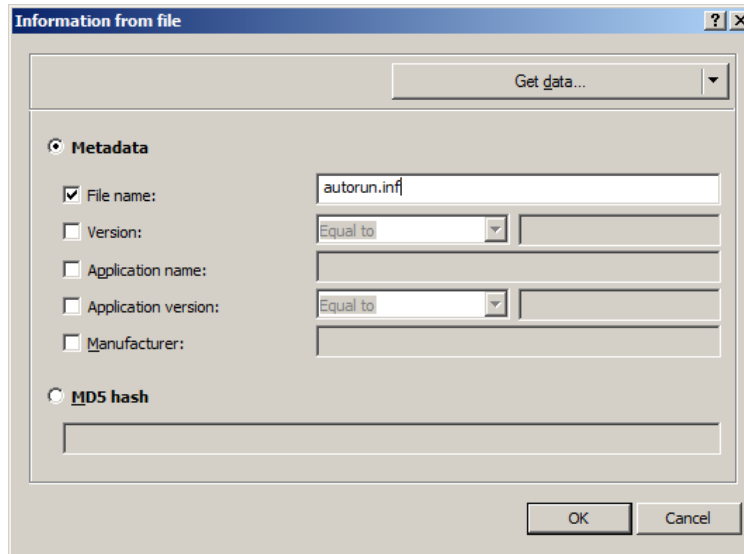 Information from file
Get data...
Metadata
File name: autorun.inf
Version: Equal to
Application name:
Application version: Equal to
Manufacturer:
MD5 hash
OK Cancel